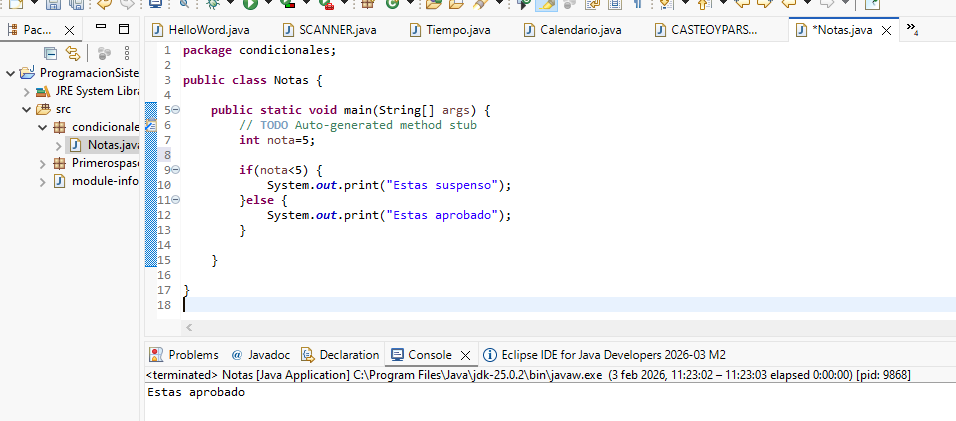 Pac...
HelloWord.java
SCANNER.java
Tiempo.java
Calendario.java
CASTEOYPARS...
*Notas.java
»4
ProgramacionSiste
JRE System Libra
src
condicionale
Notas.java
Primerospaso
module-info
1 package condicionales;
2
3 public class Notas {
4
5 public static void main(String[] args) {
6 // TODO Auto-generated method stub
7 int nota=5;
8
9 if(nota<5) {
10 System.out.print("Estas suspenso");
11 }else {
12 System.out.print("Estas aprobado");
13 }
14
15 }
16
17 }
18
Problems @ Javadoc Declaration Console Eclipse IDE for Java Developers 2026-03 M2
<terminated> Notas [Java Application] C:\Program Files\Java\jdk-25.0.2\bin\javaw.exe (3 feb 2026, 11:23:02 – 11:23:03 elapsed 0:00:00) [pid: 9868]
Estas aprobado